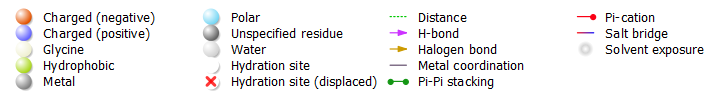 Charged (negative)
Charged (positive)
Glycine
Hydrophobic
Metal
Polar
Unspecified residue
Water
Hydration site
Hydration site (displaced)
Distance
H-bond
Halogen bond
Metal coordination
Pi-Pi stacking
Pi-cation
Salt bridge
Solvent exposure